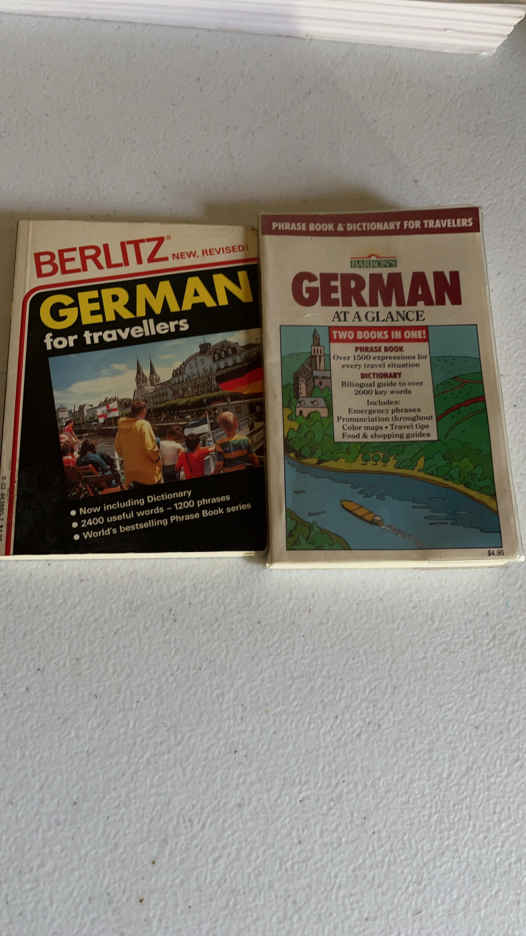 BERLITZ® NEW, REVISED!
GERMAN
for travellers
● Now including Dictionary
● 2400 useful words – 1200 phrases
● World's bestselling Phrase Book series
PHRASE BOOK & DICTIONARY FOR TRAVELERS
BARRON'S
GERMAN
AT A GLANCE
TWO BOOKS IN ONE!
PHRASE BOOK
Over 1500 expressions for
every travel situation
DICTIONARY
Bilingual guide to over
2000 key words
Includes:
Emergency phrases
Pronunciation throughout
Color maps • Travel tips
Food & shopping guides
$4.95